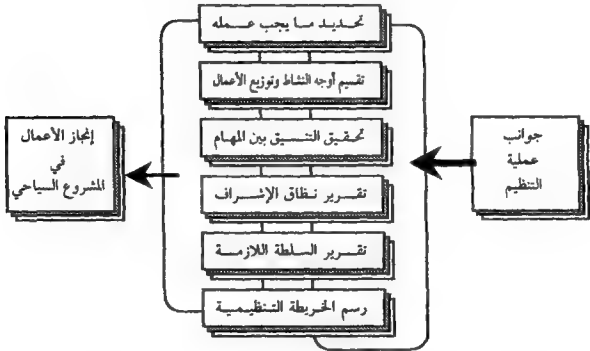 جوانب
عملية
التنظيم
تحديد ما يجب عمله
تقسيم أوجه النشاط وتوزيع الأعمال
تحقيق التنسيق بين المهام
تقرير نطاق الإشراف
تقرير السلطة اللازمة
رسم الخريطة التنظيمية
إنجاز الأعمال
في
المشروع السياحي